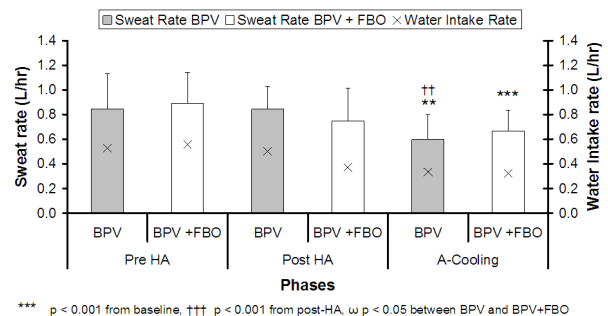 Sweat Rate BPV Sweat Rate BPV + FBO Water Intake Rate
Sweat rate (L/hr)
1.4
1.2
1.0
0.8
0.6
0.4
0.2
0.0
††
**
***
1.4
1.2
1.0
0.8
0.6
0.4
0.2
0.0
Water Intake rate (L/hr)
BPV BPV +FBO BPV BPV +FBO BPV BPV +FBO
Pre HA Post HA A-Cooling
Phases
*** p < 0.001 from baseline, ††† p < 0.001 from post-HA, ω p < 0.05 between BPV and BPV+FBO